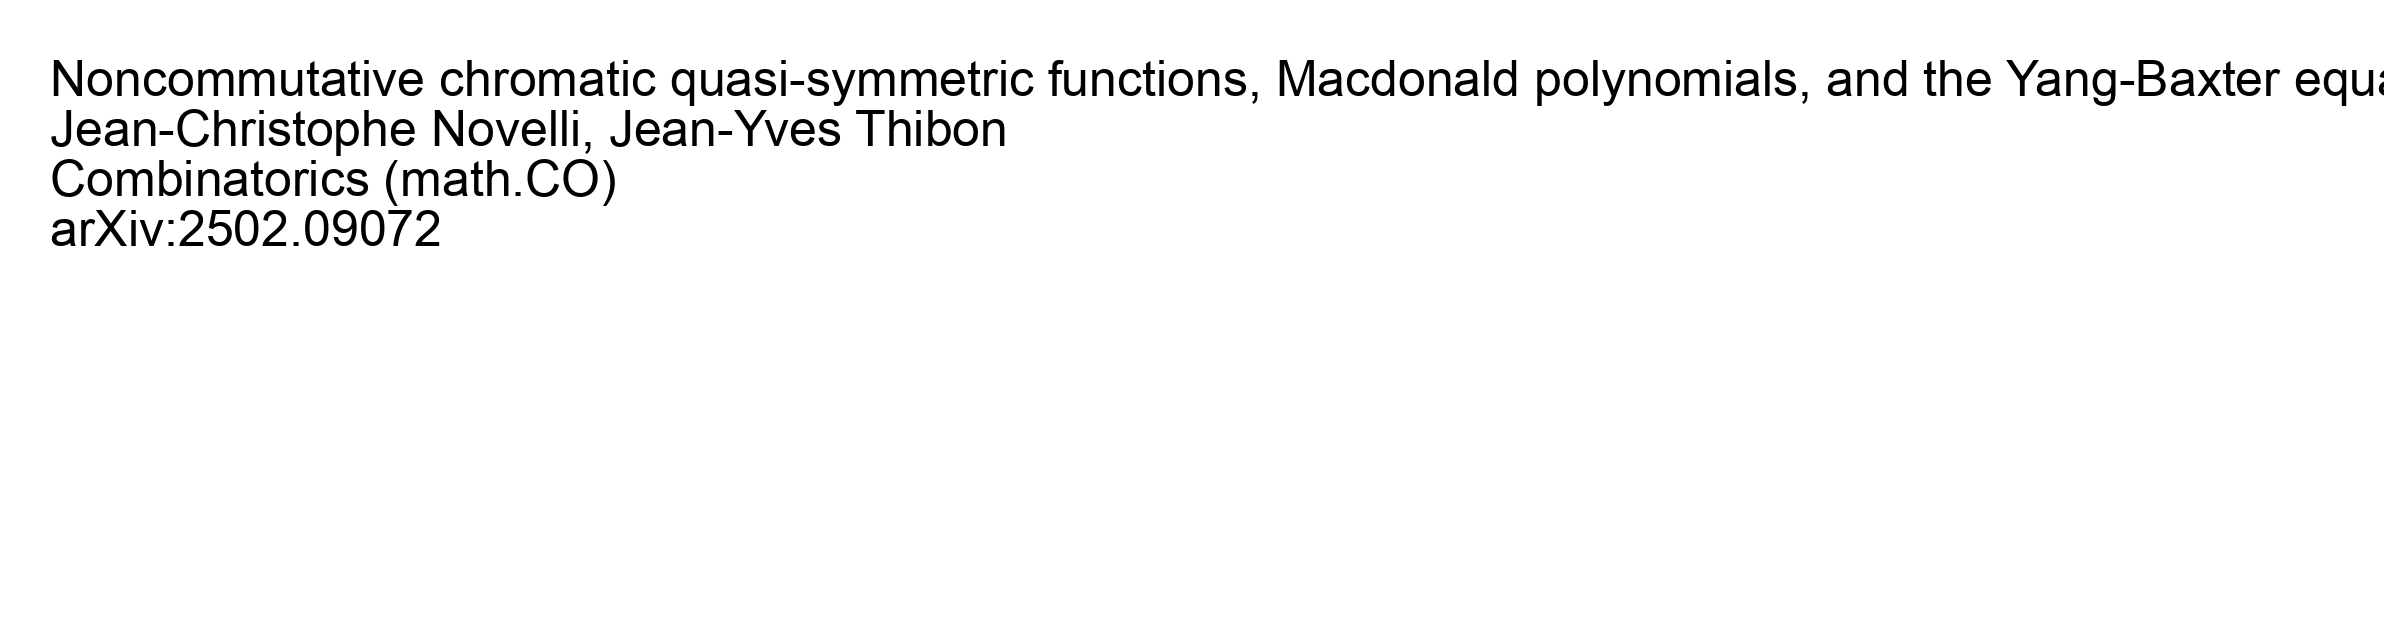 Noncommutative chromatic quasi-symmetric functions, Macdonald polynomials, and the Yang-Baxter equa
Jean-Christophe Novelli, Jean-Yves Thibon
Combinatorics (math.CO)
arXiv:2502.09072